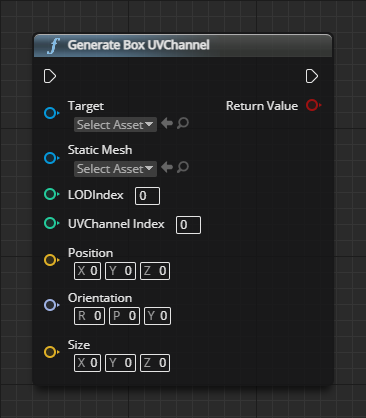 f Generate Box UVChannel
Target Return Value
Select Asset
Static Mesh
Select Asset
LODIndex 0
UVChannel Index 0
Position
X 0 Y 0 Z 0
Orientation
R 0 P 0 Y 0
Size
X 0 Y 0 Z 0